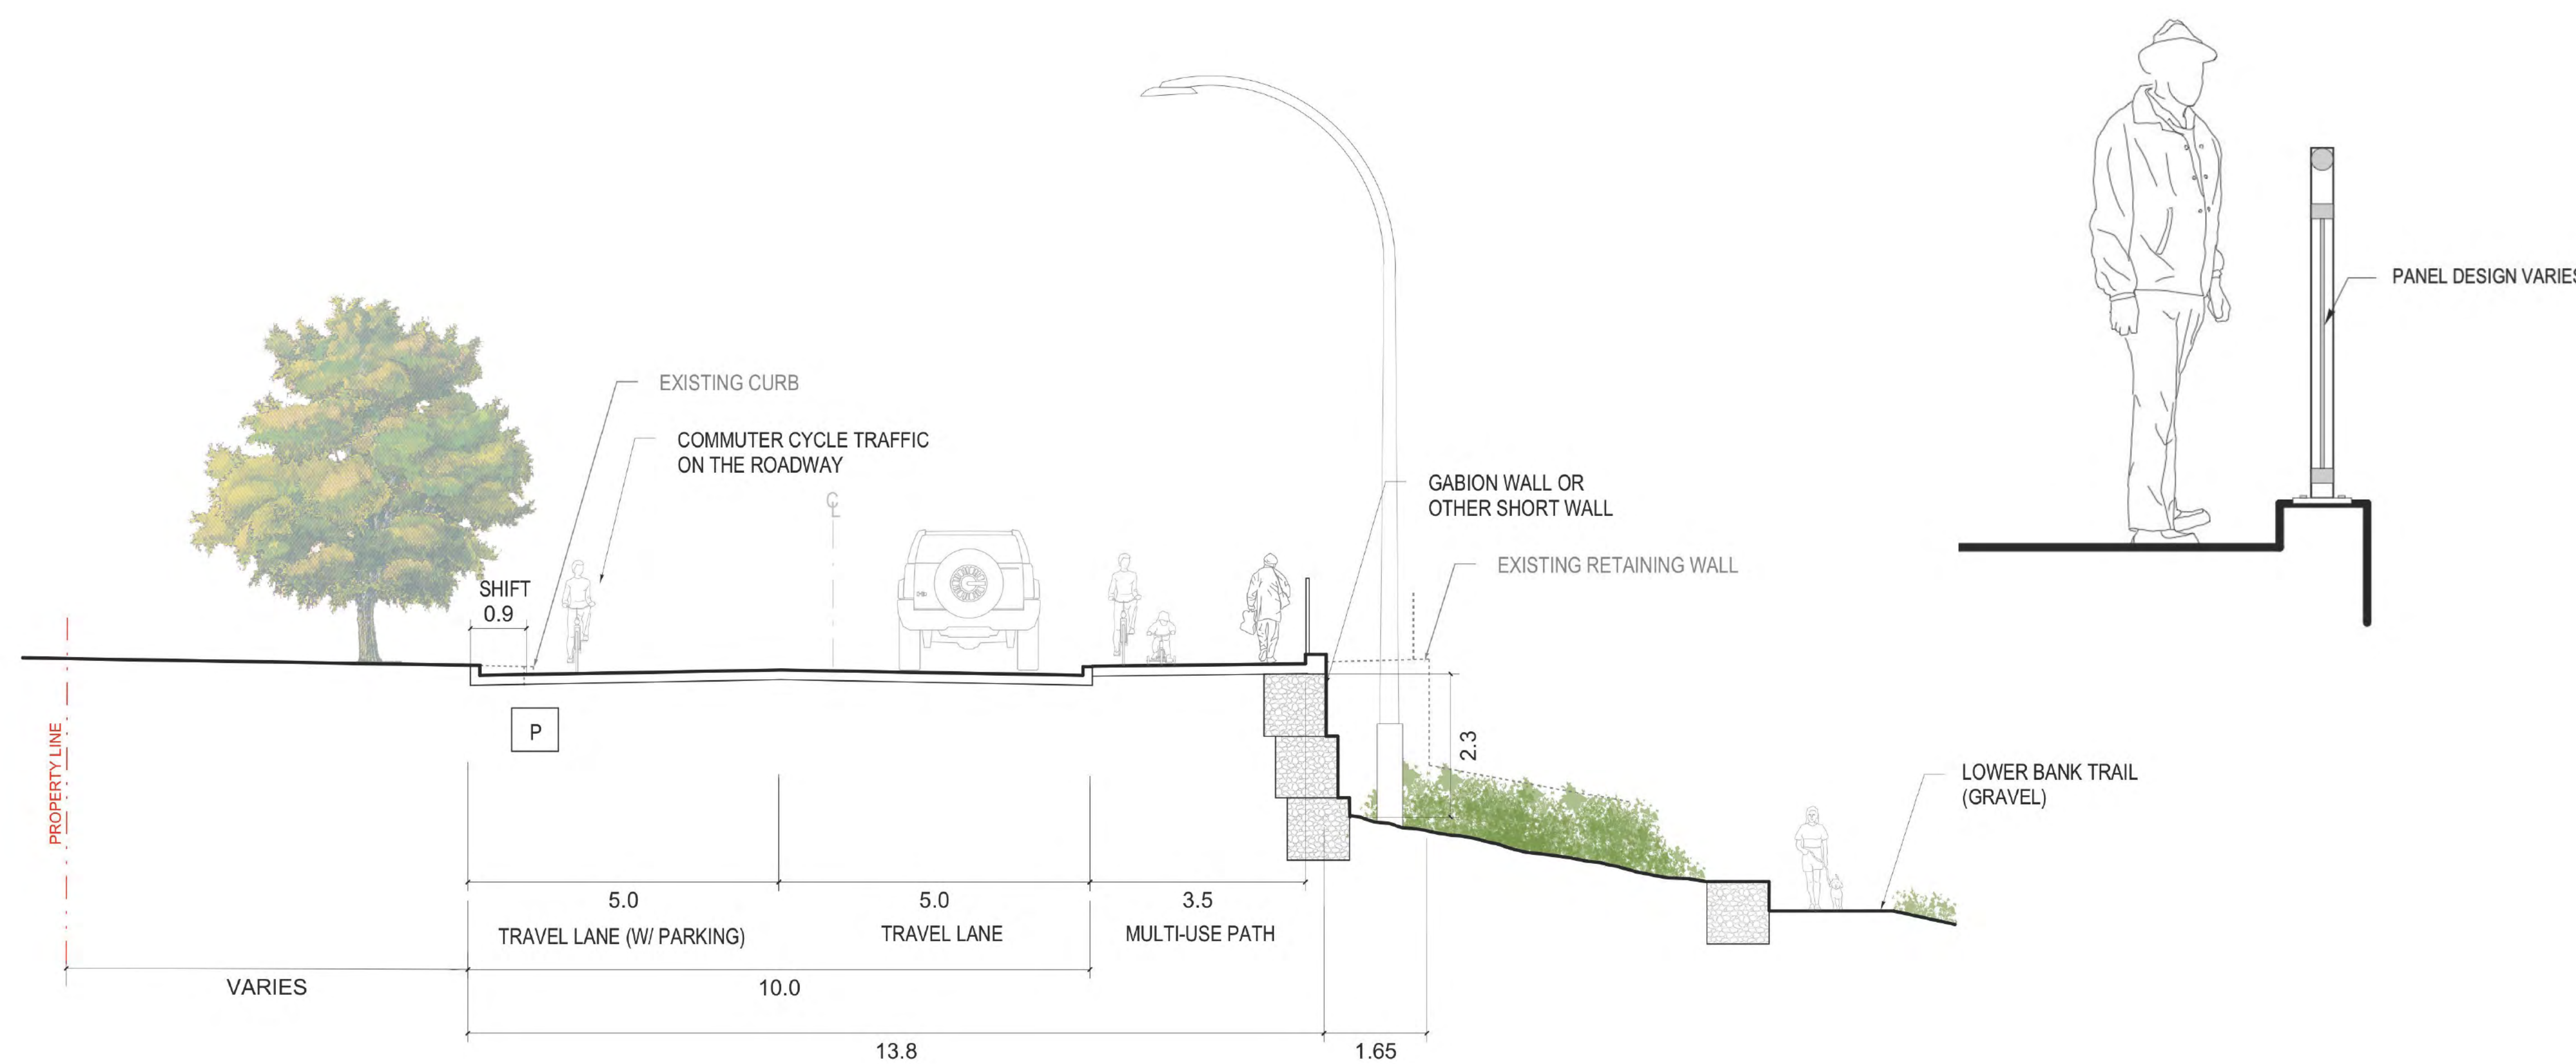 PANEL DESIGN VARIES
EXISTING CURB
COMMUTER CYCLE TRAFFIC
ON THE ROADWAY
SHIFT
0.9
CL
GABION WALL OR
OTHER SHORT WALL
EXISTING RETAINING WALL
PROPERTY LINE
P
2.3
LOWER BANK TRAIL
(GRAVEL)
5.0
5.0
3.5
TRAVEL LANE (W/ PARKING)
TRAVEL LANE
MULTI-USE PATH
VARIES
10.0
13.8
1.65